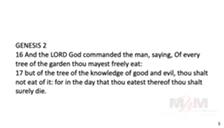 GENESIS 2
16 And the LORD God commanded the man, saying, Of every
tree of the garden thou mayest freely eat:
17 but of the tree of the knowledge of good and evil, thou shalt
not eat of it: for in the day that thou eatest thereof thou shalt
surely die.